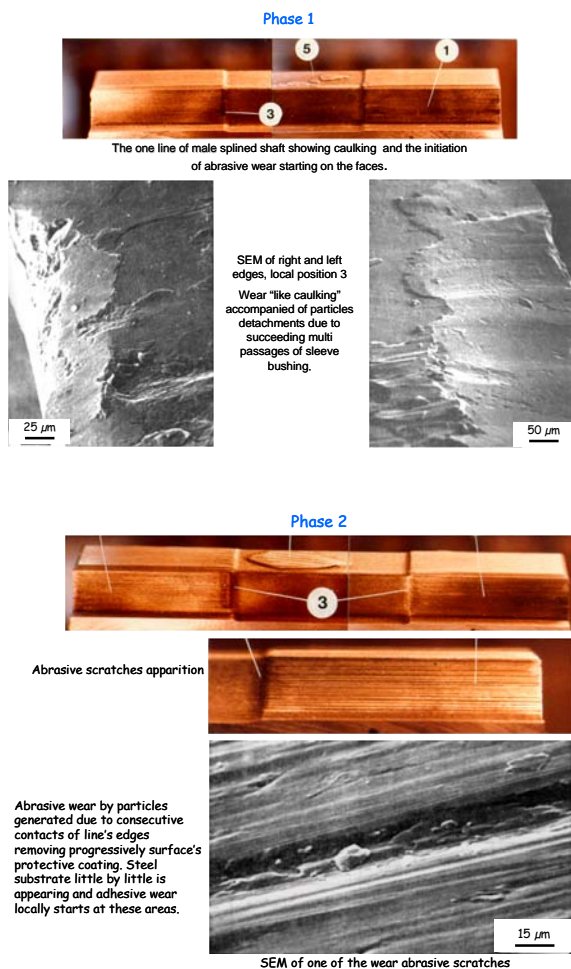 Phase 1
5
1
3
The one line of male splined shaft showing caulking and the initiation
of abrasive wear starting on the faces.
SEM of right and left
edges, local position 3
Wear “like caulking”
accompanied of particles
detachments due to
succeeding multi
passages of sleeve
bushing.
25 µm
50 µm
Phase 2
3
Abrasive scratches apparition
Abrasive wear by particles
generated due to consecutive
contacts of line's edges
removing progressively surface's
protective coating. Steel
substrate little by little is
appearing and adhesive wear
locally starts at these areas.
15 µm
SEM of one of the wear abrasive scratches